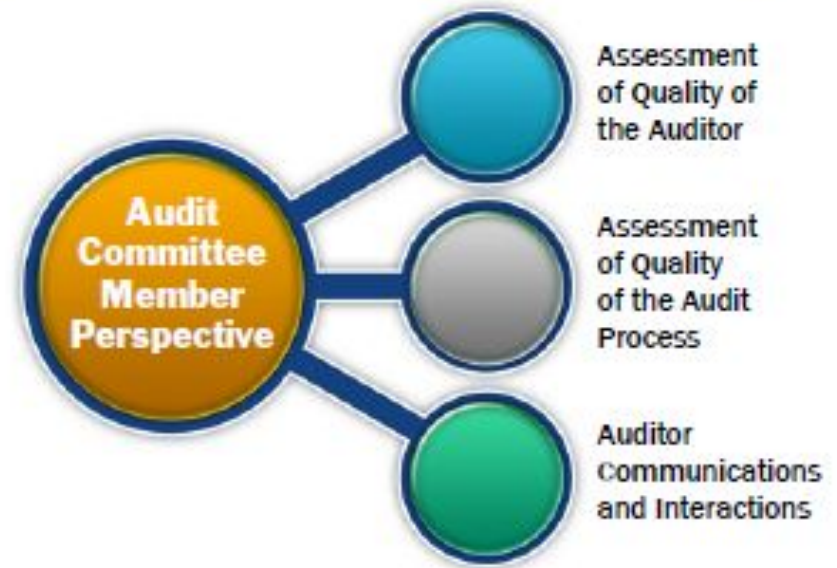 Audit
Committee
Member
Perspective
Assessment
of Quality of
the Auditor
Assessment
of Quality
of the Audit
Process
Auditor
Communications
and Interactions